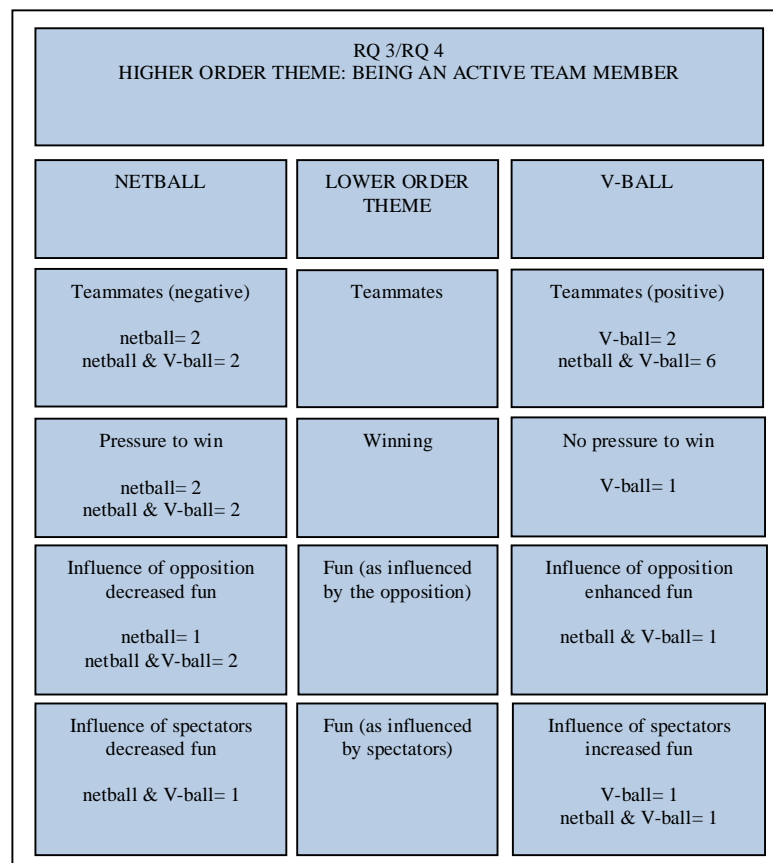 RQ 3/RQ 4
HIGHER ORDER THEME: BEING AN ACTIVE TEAM MEMBER
NETBALL
LOWER ORDER
THEME
V-BALL
Teammates (negative)
netball= 2
netball & V-ball= 2
Teammates
Teammates (positive)
V-ball= 2
netball & V-ball= 6
Pressure to win
netball= 2
netball & V-ball= 2
Winning
No pressure to win
V-ball= 1
Influence of opposition
decreased fun
netball= 1
netball &V-ball= 2
Fun (as influenced
by the opposition)
Influence of opposition
enhanced fun
netball & V-ball= 1
Influence of spectators
decreased fun
netball & V-ball= 1
Fun (as influenced
by spectators)
Influence of spectators
increased fun
V-ball= 1
netball & V-ball= 1